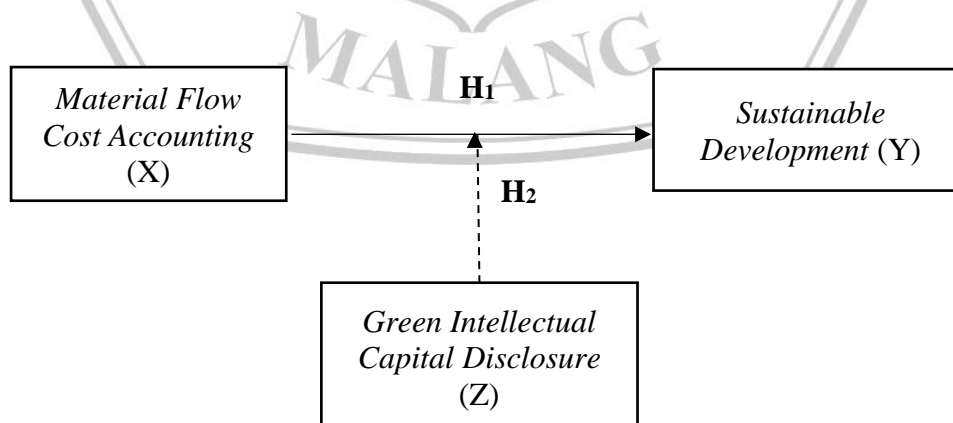 MALANG
Material Flow
Cost Accounting
(X)
H1
Sustainable
Development (Y)
H2
Green Intellectual
Capital Disclosure
(Z)